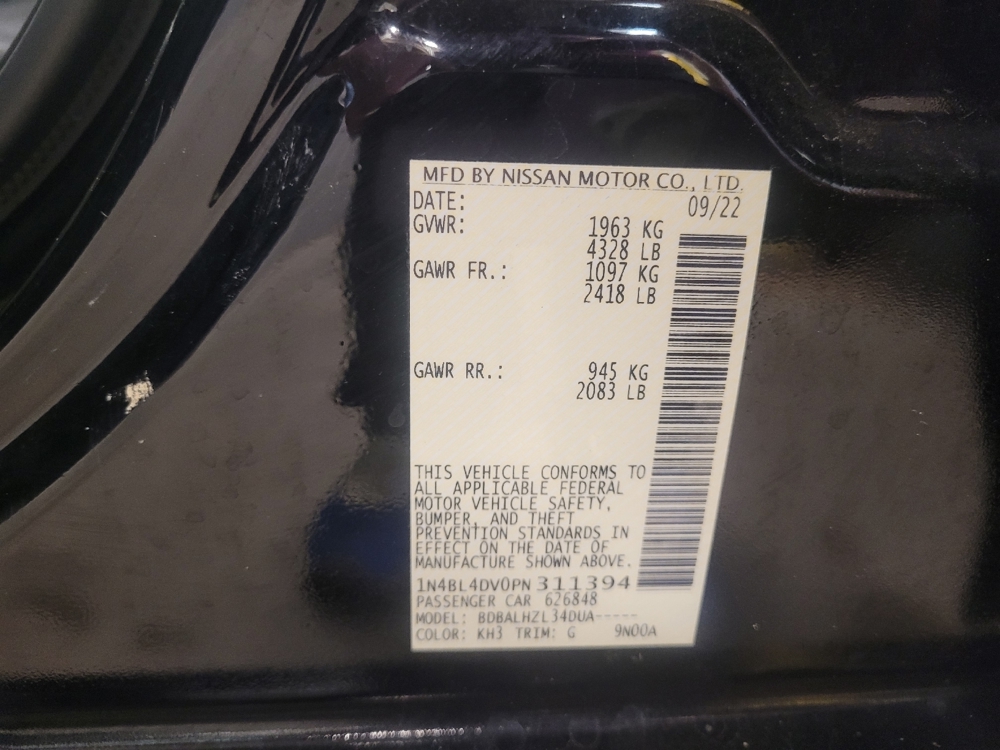 MFD BY NISSAN MOTOR CO., LTD.
DATE: 09/22
GVWR: 1963 KG
4328 LB
GAWR FR.: 1097 KG
2418 LB
GAWR RR.: 945 KG
2083 LB
THIS VEHICLE CONFORMS TO
ALL APPLICABLE FEDERAL
MOTOR VEHICLE SAFETY,
BUMPER, AND THEFT
PREVENTION STANDARDS IN
EFFECT ON THE DATE OF
MANUFACTURE SHOWN ABOVE.
1N4BL4DV0PN311394
PASSENGER CAR 626848
MODEL: BDBALHZL34DUA-----
COLOR: KH3 TRIM: G 9N00A